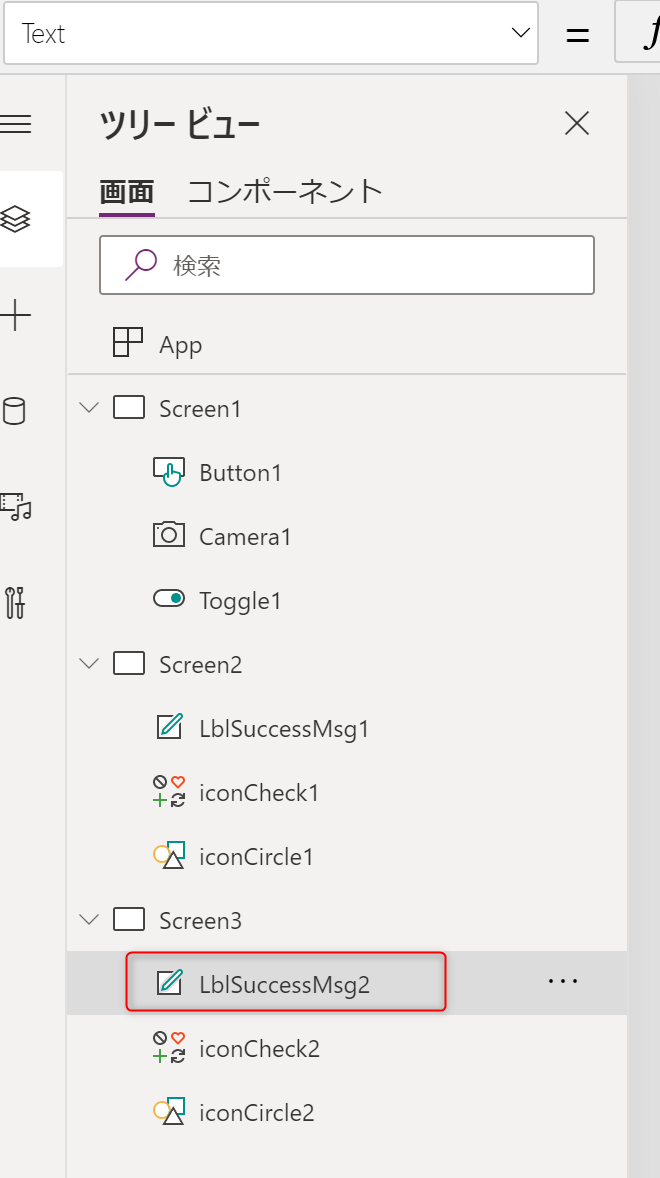 Text = f
ツリー ビュー
画面 コンポーネント
検索
App
Screen1
Button1
Camera1
Toggle1
Screen2
LblSuccessMsg1
iconCheck1
iconCircle1
Screen3
LblSuccessMsg2 ...
iconCheck2
iconCircle2